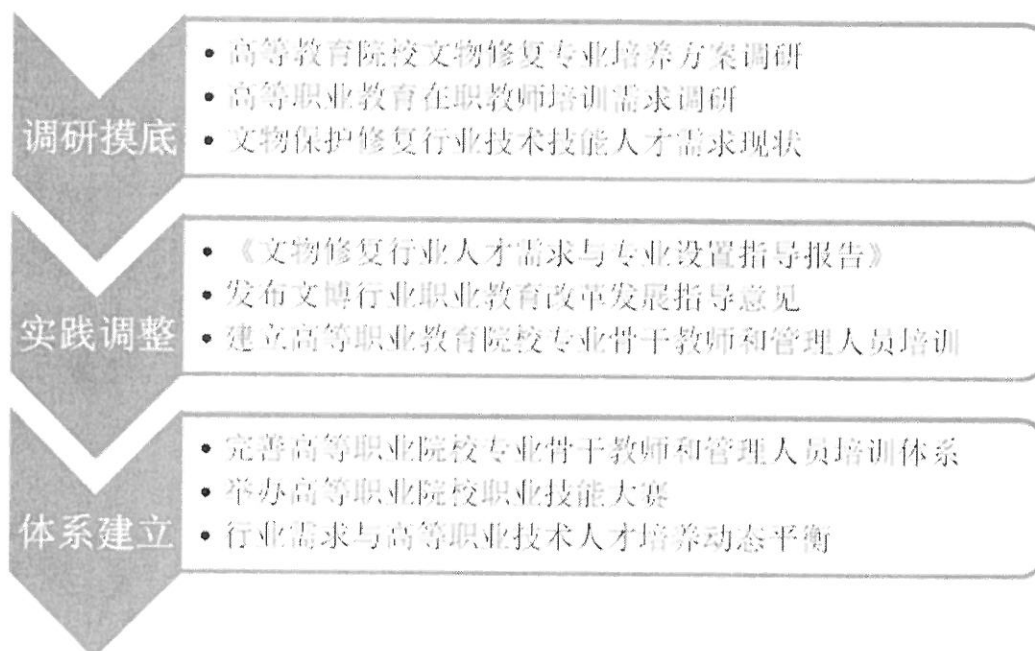 调研摸底
• 高等教育院校文物修复专业培养方案调研
• 高等职业教育在职教师培训需求调研
• 文物保护修复行业技术技能人才需求现状
实践调整
• 《文物修复行业人才需求与专业设置指导报告》
• 发布文博行业职业教育改革发展指导意见
• 建立高等职业教育院校专业骨干教师和管理人员培训
体系建立
• 完善高等职业院校专业骨干教师和管理人员培训体系
• 举办高等职业院校职业技能大赛
• 行业需求与高等职业技术人才培养动态平衡